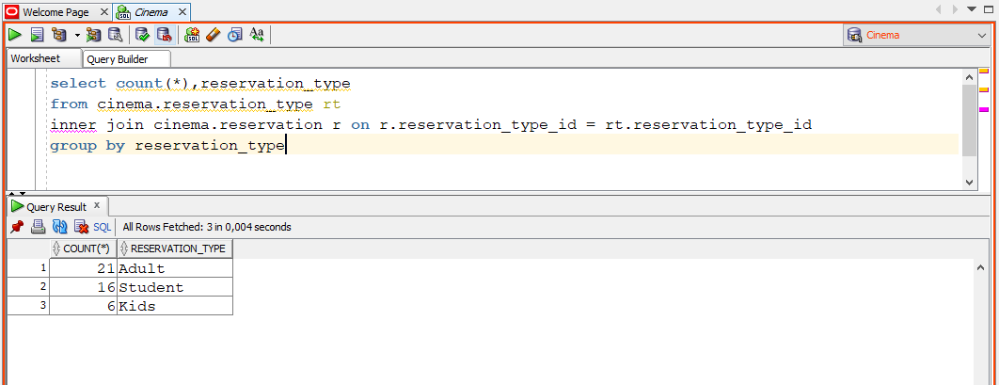 Welcome Page Cinema
SQL
Aa
Cinema
Worksheet Query Builder
select count(*),reservation_type
from cinema.reservation_type rt
inner join cinema.reservation r on r.reservation_type_id = rt.reservation_type_id
group by reservation_type
Query Result
SQL All Rows Fetched: 3 in 0,004 seconds
COUNT(*) RESERVATION_TYPE
1 21 Adult
2 16 Student
3 6 Kids